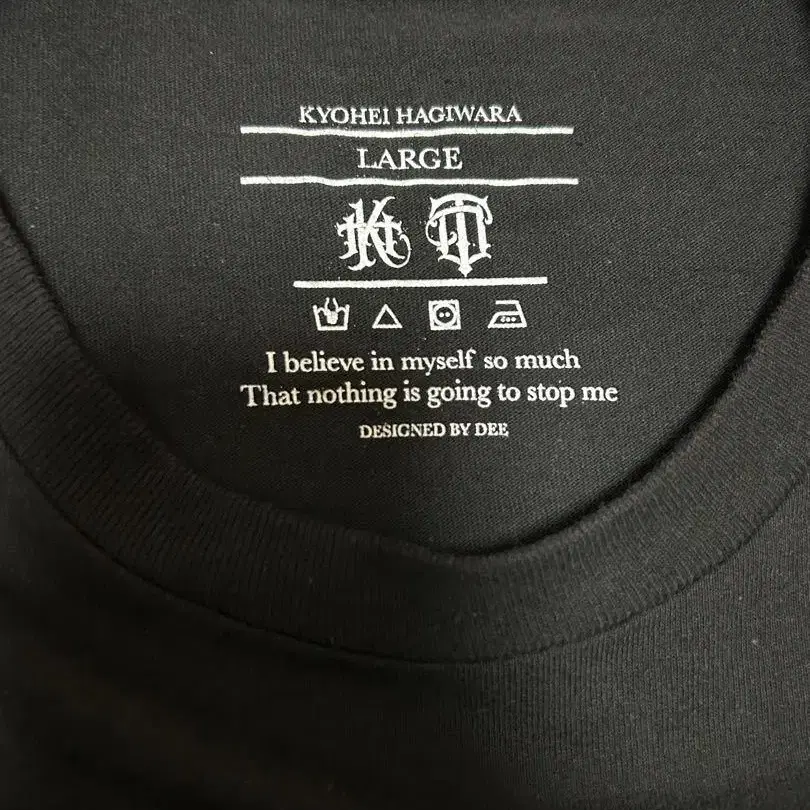 KYOHEI HAGIWARA
LARGE
I believe in myself so much
That nothing is going to stop me
DESIGNED BY DEE